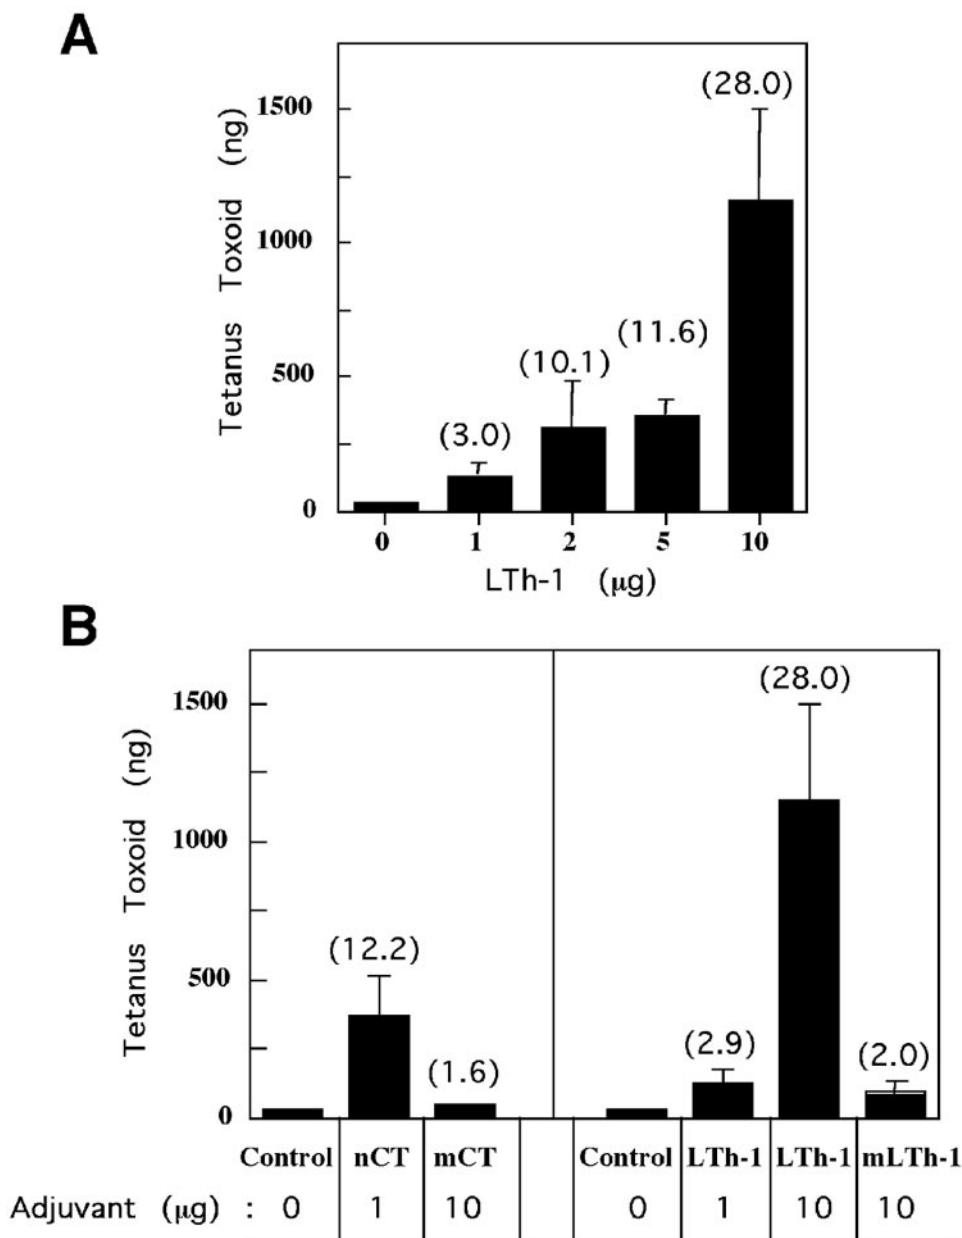 A
Tetanus Toxoid (ng)
1500
1000
500
0
(3.0)
(10.1)
(11.6)
(28.0)
0 1 2 5 10
LTh-1 (μg)
B
Tetanus Toxoid (ng)
1500
1000
500
0
(12.2)
(1.6)
(2.9)
(28.0)
(2.0)
Control nCT mCT Control LTh-1 LTh-1 mLTh-1
Adjuvant (μg) : 0 1 10 0 1 10 10